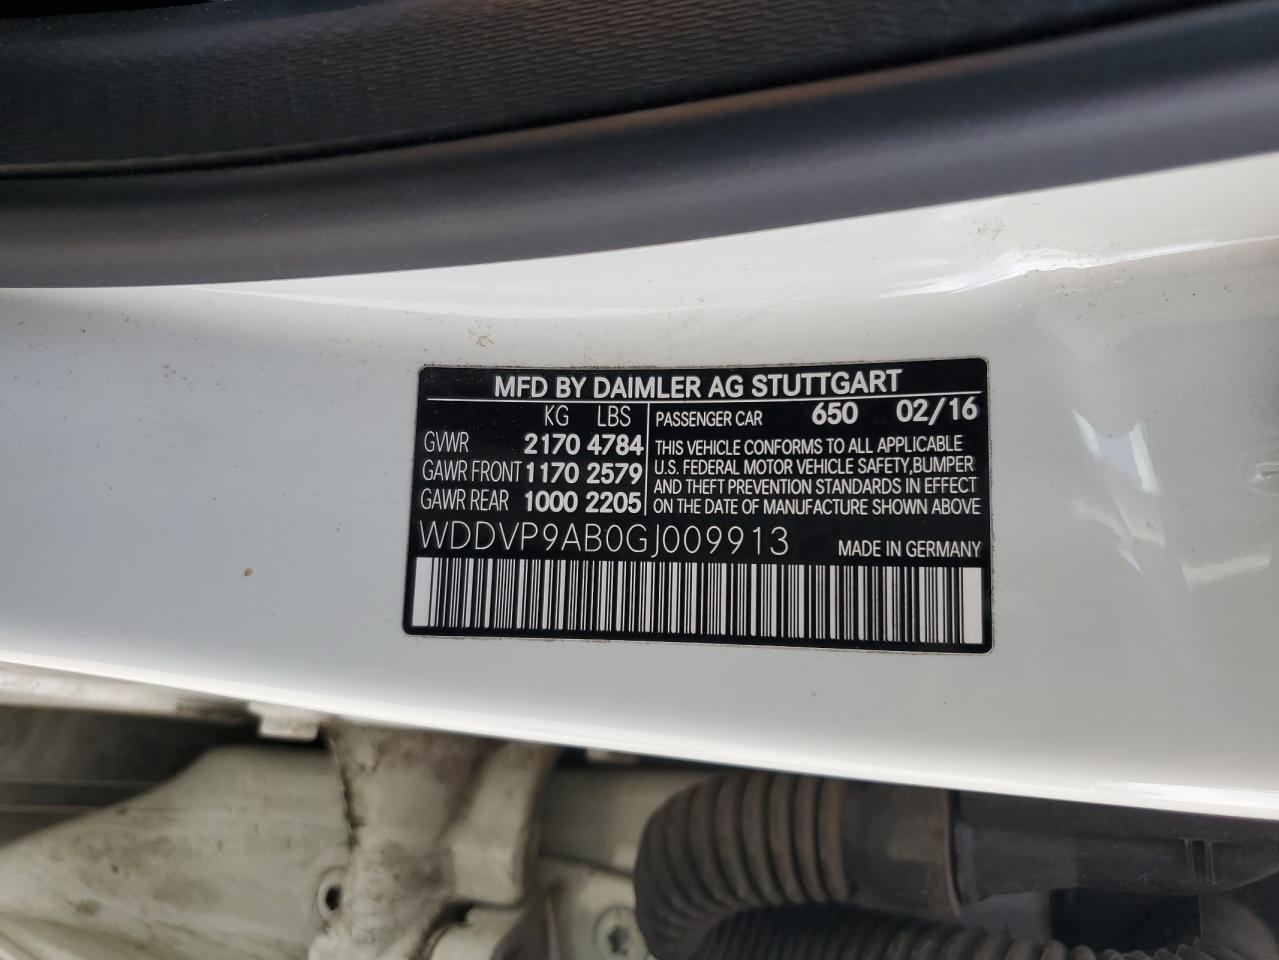 MFD BY DAIMLER AG STUTTGART
KG LBS PASSENGER CAR 650 02/16
GVWR 2170 4784 THIS VEHICLE CONFORMS TO ALL APPLICABLE
GAWR FRONT 1170 2579 U.S. FEDERAL MOTOR VEHICLE SAFETY,BUMPER
AND THEFT PREVENTION STANDARDS IN EFFECT
GAWR REAR 1000 2205 ON THE DATE OF MANUFACTURE SHOWN ABOVE
WDDVP9AB0GJ009913 MADE IN GERMANY